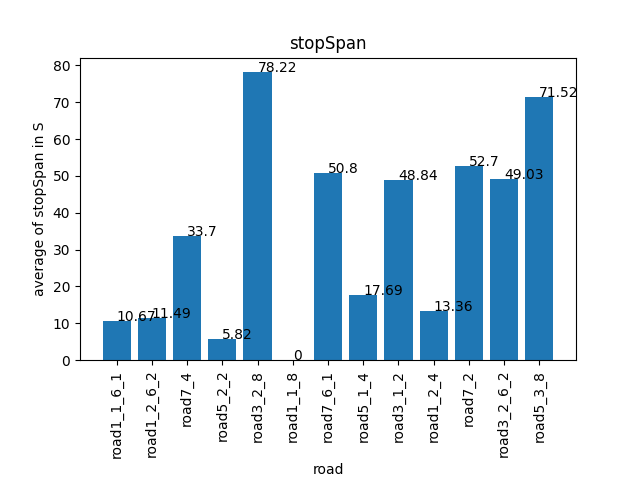 stopSpan
average of stopSpan in S
80
70
60
50
40
30
20
10
0
10.67
11.49
33.7
5.82
78.22
0
50.8
17.69
48.84
13.36
52.7
49.03
71.52
road1_1_6_1
road1_2_6_2
road7_4
road5_2_2
road3_2_8
road1_1_8
road7_6_1
road5_1_4
road3_1_2
road1_2_4
road7_2
road3_2_6_2
road5_3_8
road